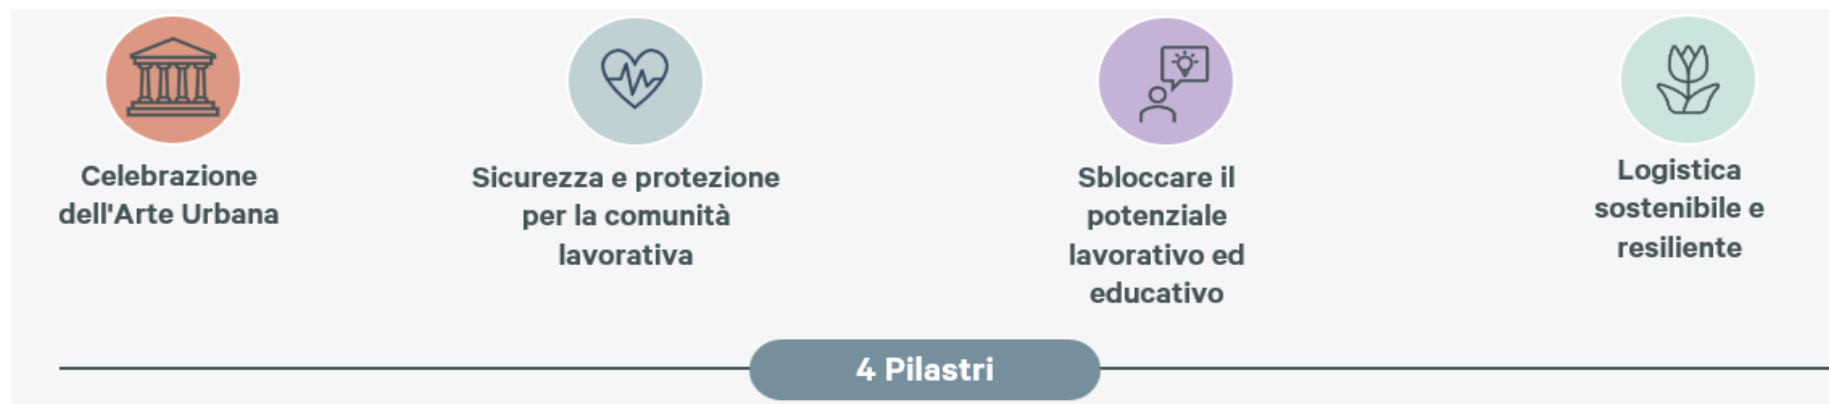 Celebrazione
dell'Arte Urbana
Sicurezza e protezione
per la comunità
lavorativa
Sbloccare il
potenziale
lavorativo ed
educativo
Logistica
sostenibile e
resiliente
4 Pilastri